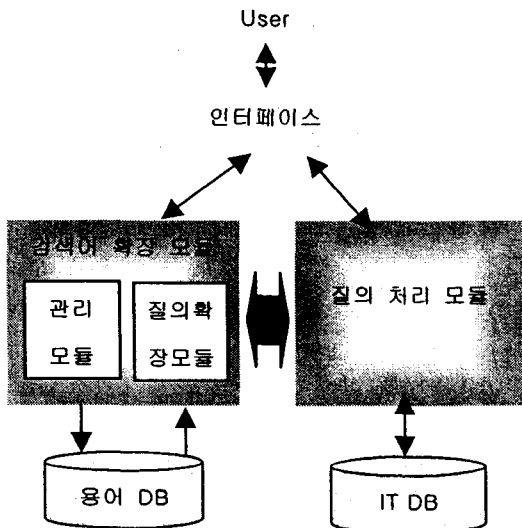 User
인터페이스
검색어 확장 모듈
관리
모듈
질의확
장모듈
질의 처리 모듈
용어 DB
IT DB